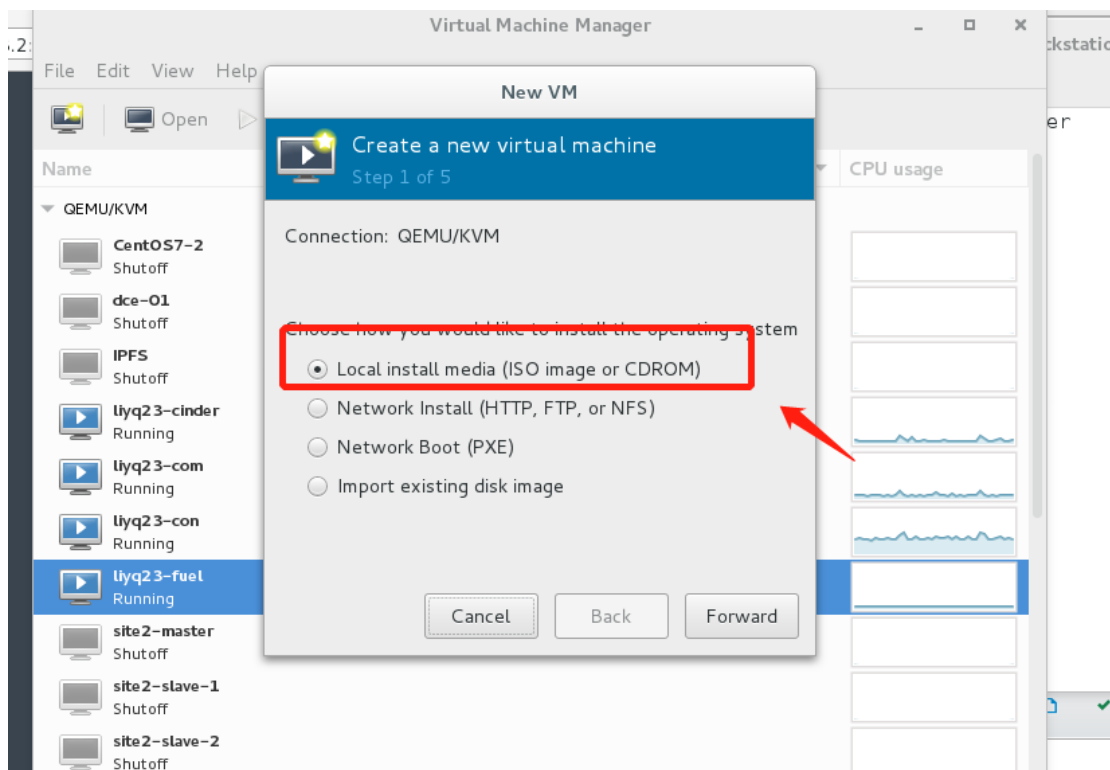 Virtual Machine Manager
.2:
ckstatio
File Edit View Help
New VM
Open
er
Create a new virtual machine
Step 1 of 5
Name
CPU usage
QEMU/KVM
Connection: QEMU/KVM
CentOS7-2
Shutoff
dce-01
Shutoff
Choose how you would like to install the operating system
IPFS
Shutoff
Local install media (ISO image or CDROM)
liyq23-cinder
Running
Network Install (HTTP, FTP, or NFS)
Network Boot (PXE)
liyq23-com
Running
Import existing disk image
liyq23-con
Running
liyq23-fuel
Running
Cancel
Back
Forward
site2-master
Shutoff
site2-slave-1
Shutoff
site2-slave-2
Shutoff